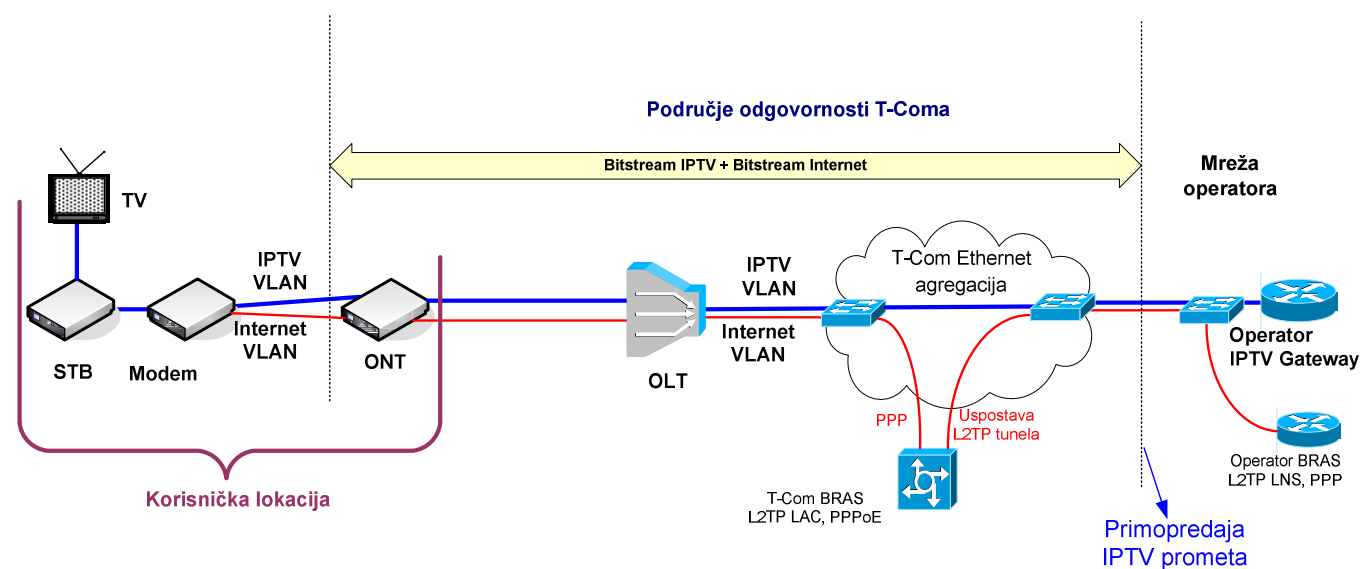 Područje odgovornosti T-Coma
Bitstream IPTV + Bitstream Internet
Mreža
operatora
TV
IPTV
VLAN
Internet
VLAN
STB
Modem
ONT
OLT
IPTV
VLAN
Internet
VLAN
T-Com Ethernet
agregacija
Operator
IPTV Gateway
PPP
Uspostava
L2TP tunela
T-Com BRAS
L2TP LAC, PPPoE
Operator BRAS
L2TP LNS, PPP
Korisnička lokacija
Primopredaja
IPTV prometa